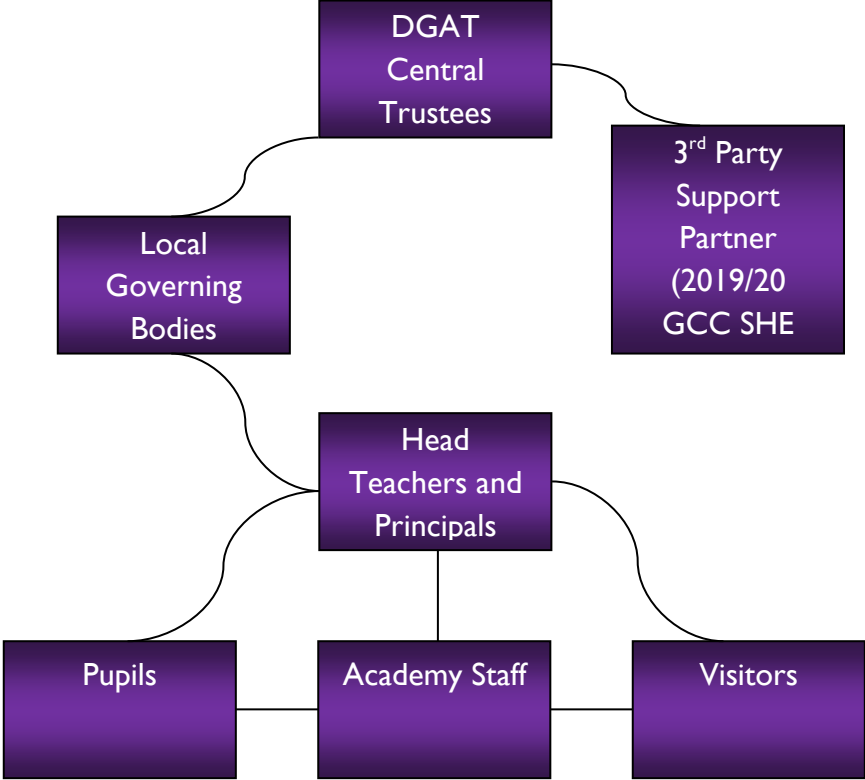 DGAT
Central
Trustees
3rd Party
Support
Partner
(2019/20
GCC SHE
Local
Governing
Bodies
Head
Teachers and
Principals
Pupils
Academy Staff
Visitors